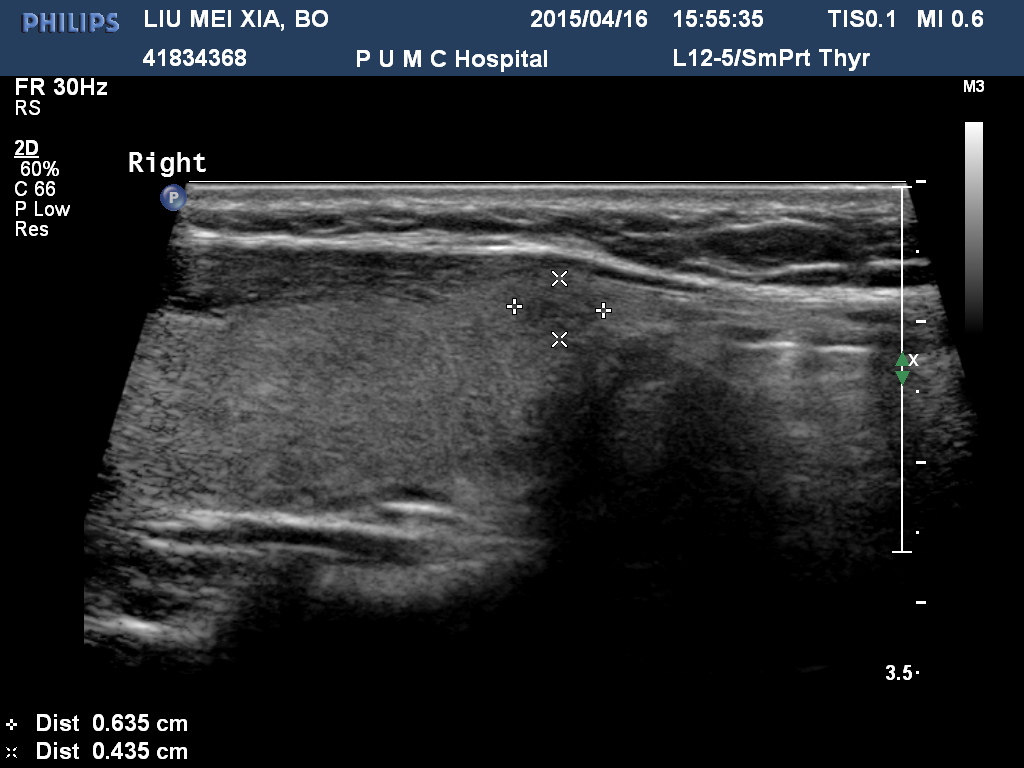 PHILIPS LIU MEI XIA, BO 2015/04/16 15:55:35 TIS0.1 MI 0.6
41834368 P U M C Hospital L12-5/SmPrt Thyr
FR 30Hz M3
RS
2D
60%
C 66
P Low
Res
Right
P
X
3.5
Dist 0.635 cm
Dist 0.435 cm